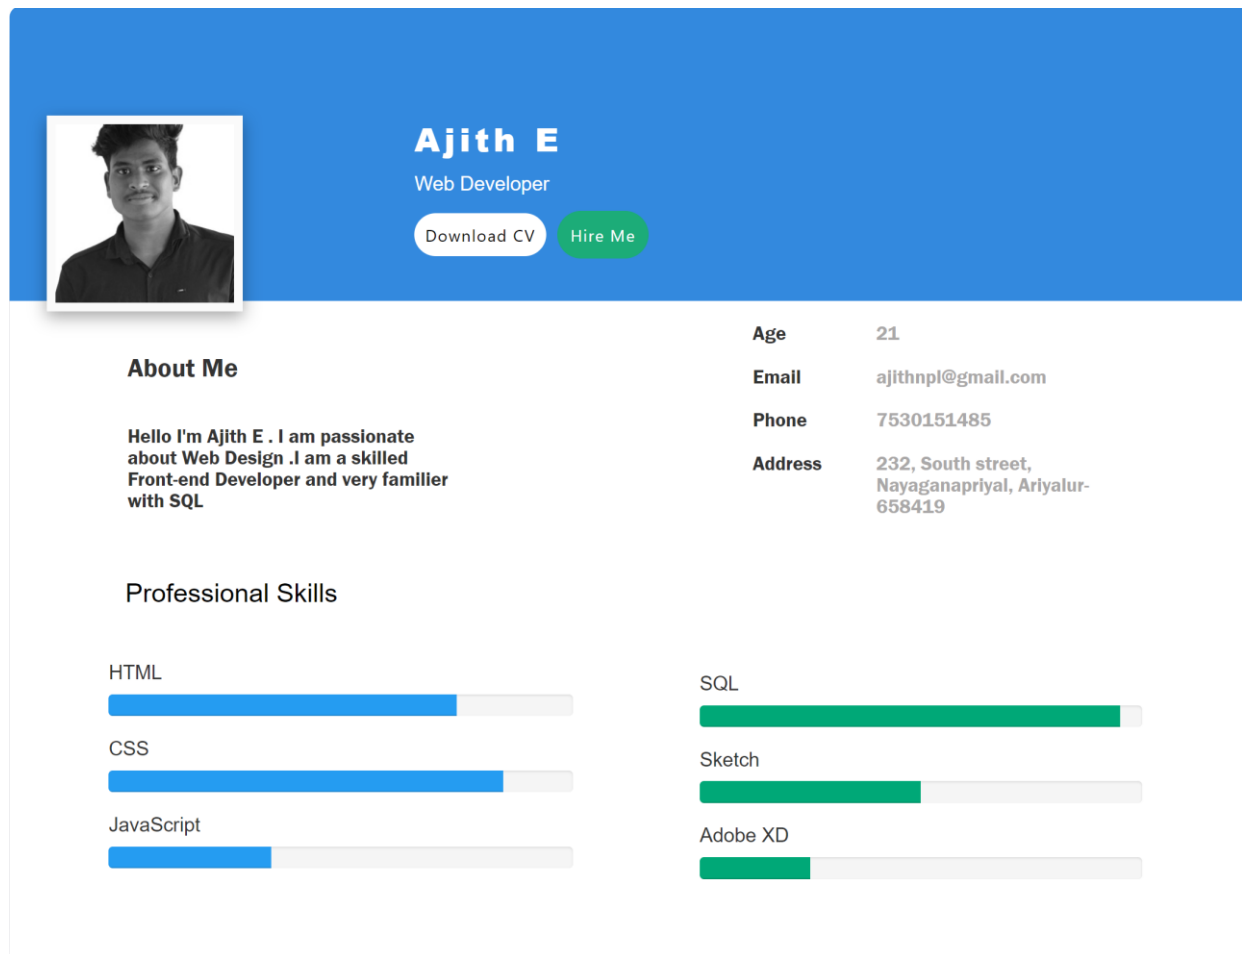 Ajith E
Web Developer
Download CV
Hire Me
About Me
Hello I'm Ajith E . I am passionate
about Web Design .I am a skilled
Front-end Developer and very familier
with SQL
Age 21
Email ajithnpl@gmail.com
Phone 7530151485
Address 232, South street,
Nayaganapriyal, Ariyalur-
658419
Professional Skills
HTML
CSS
JavaScript
SQL
Sketch
Adobe XD